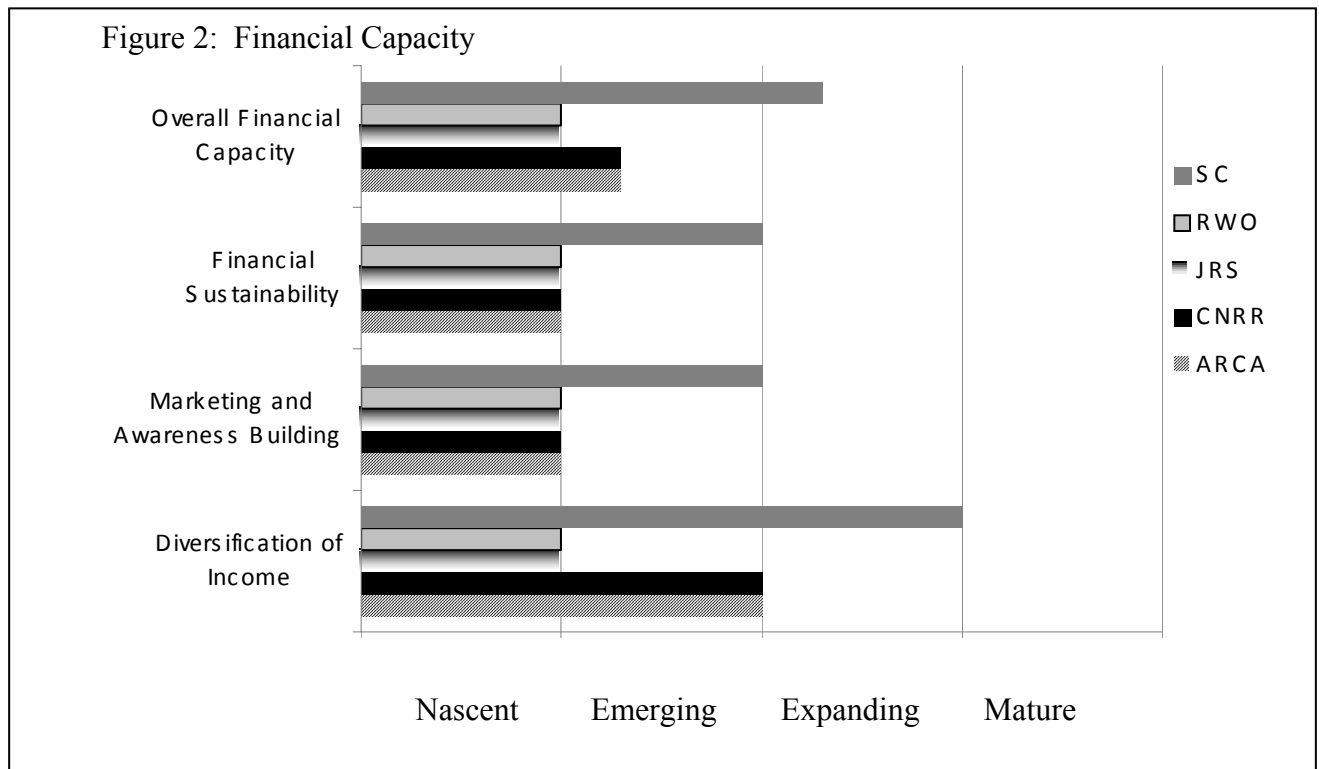 Figure 2: Financial Capacity
Overall Financial
Capacity
Financial
Sustainability
Marketing and
Awareness Building
Diversification of
Income
SC
RWO
JRS
CNRR
ARCA
Nascent Emerging Expanding Mature